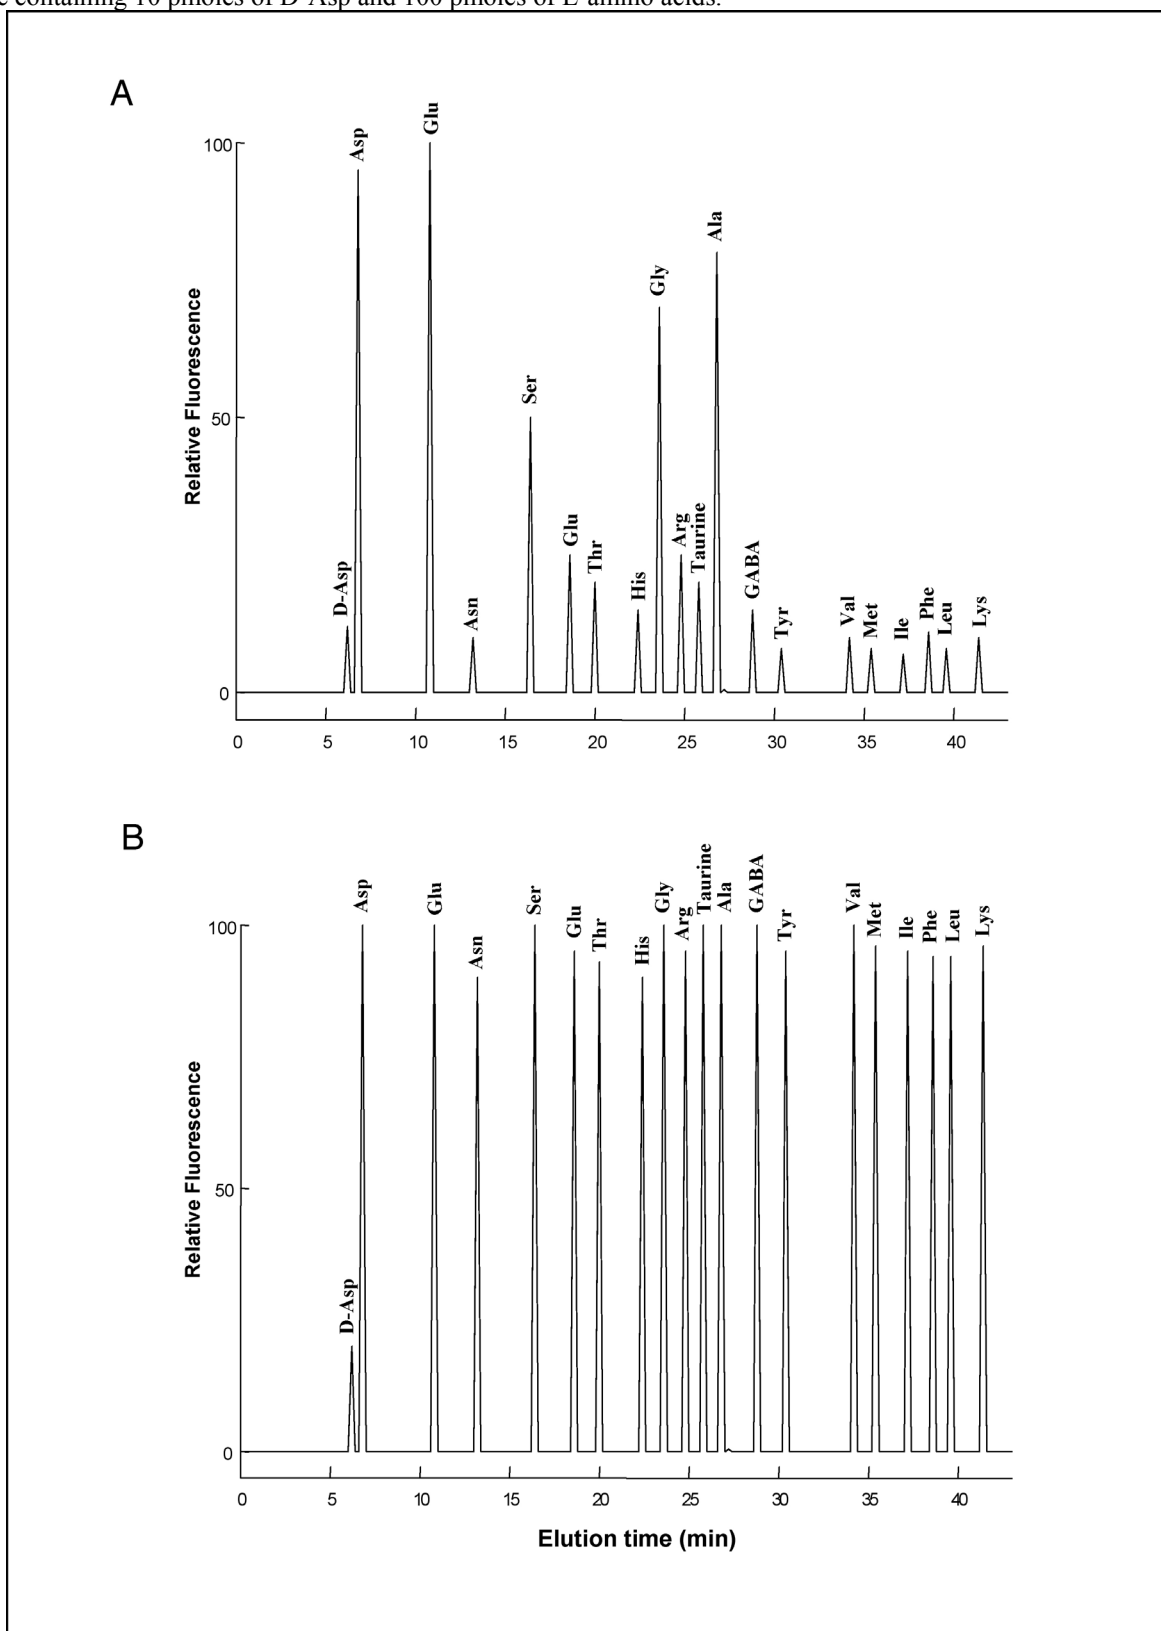 containing 10 pmoles of D-Asp and 100 pmoles of L-amino acids.
A
Asp
Glu
Ala
Gly
Ser
Glu
Thr
Arg
Taurine
D-Asp
Asn
His
GABA
Tyr
Val
Met
Ile
Phe
Leu
Lys
100
50
0
Relative Fluorescence
0 5 10 15 20 25 30 35 40
B
Asp
Glu
Asn
Ser
Glu
Thr
His
Gly
Arg
Taurine
Ala
GABA
Tyr
Val
Met
Ile
Phe
Leu
Lys
D-Asp
100
50
0
Relative Fluorescence
0 5 10 15 20 25 30 35 40
Elution time (min)